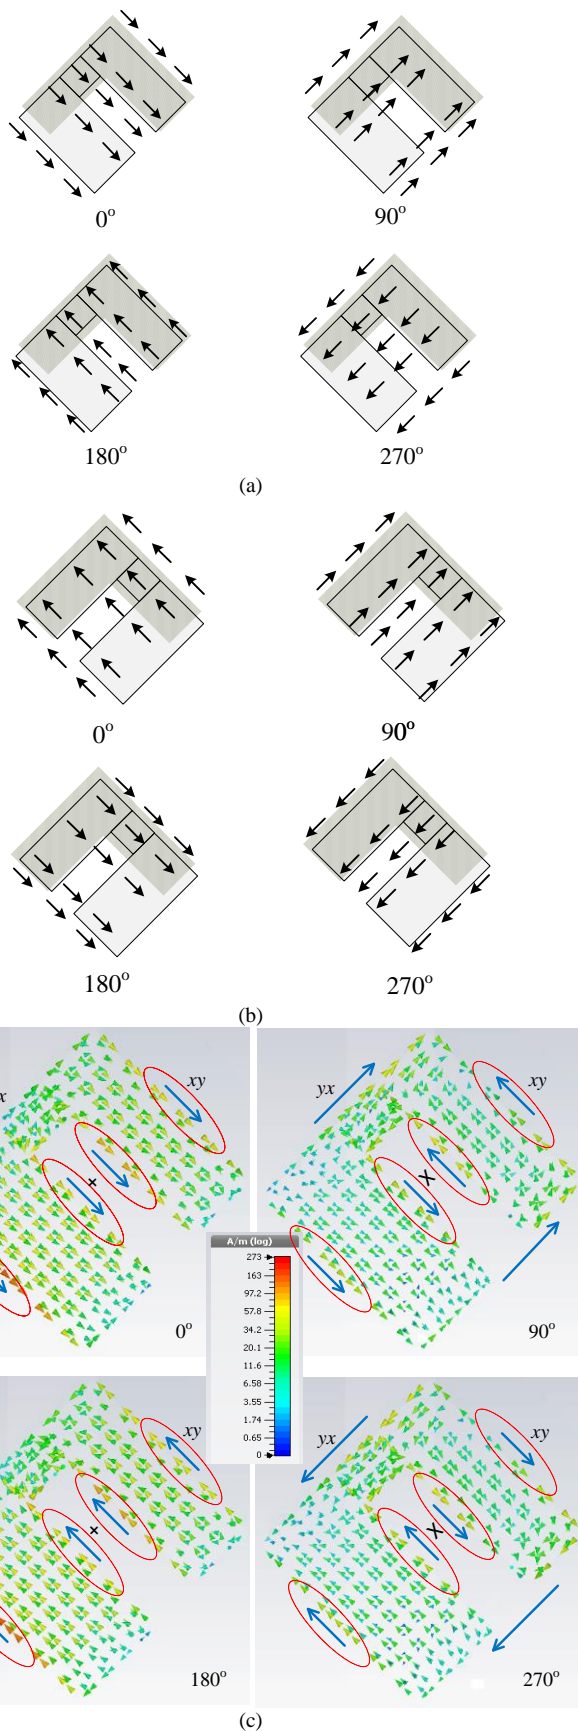 0° 90°
180° 270°
(a)
0° 90°
180° 270°
(b)
x xy yx xy
+ X
A/m (log)
273
163
97.2
57.8
34.2
20.1
11.6
6.58
3.55
1.74
0.65
0
0° 90°
xy yx xy
+ X
180° 270°
(c)